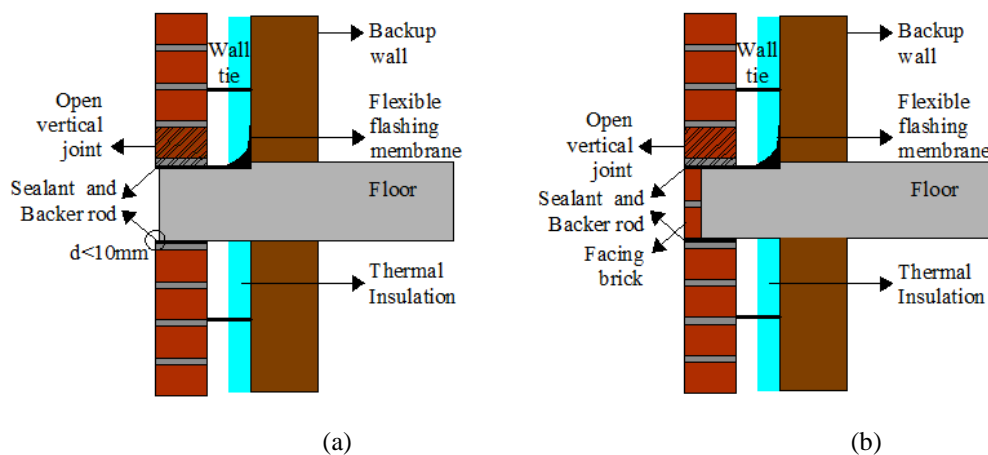 Backup
wall
Wall
tie
Open
vertical
joint
Flexible
flashing
membrane
Sealant and
Backer rod
Floor
d<10mm
Thermal
Insulation
(a)
Backup
wall
Wall
tie
Open
vertical
joint
Flexible
flashing
membrane
Sealant and
Backer rod
Floor
Facing
brick
Thermal
Insulation
(b)